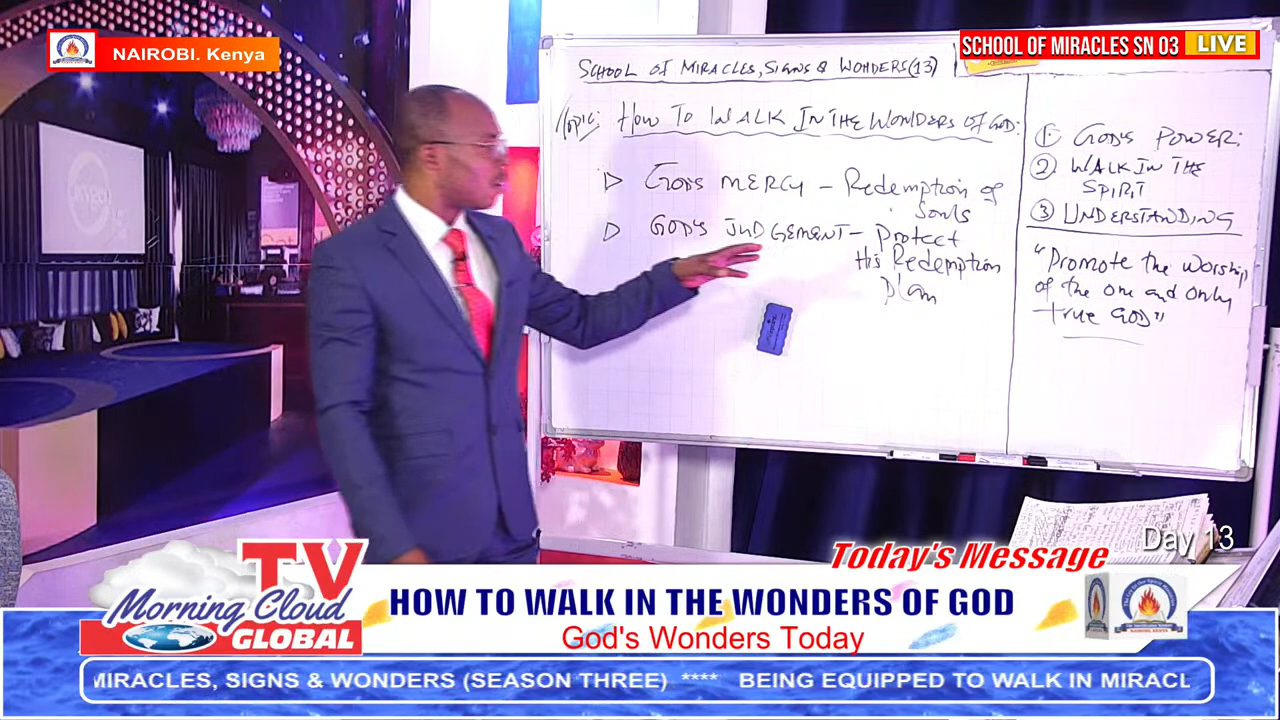 NAIROBI. Kenya
SCHOOL OF MIRACLES SN 03
LIVE
SCHOOL OF MIRACLES, SIGNS & WONDERS (13)
Topic: HOW TO WALK IN THE WONDERS OF GOD:
▷ GODS MERCY - Redemption of
Souls
▷ GOD'S JUDGEMENT - Protect
His Redemption
Plan
① GOD'S POWER:
② WALK IN THE
SPIRIT
③ UNDERSTANDING
"Promote the worship
of the one and only
true GOD"
Day 13
Today's Message
TV
Morning Cloud
GLOBAL
HOW TO WALK IN THE WONDERS OF GOD
God's Wonders Today
NAIROBI, KENYA
MIRACLES, SIGNS & WONDERS (SEASON THREE) **** BEING EQUIPPED TO WALK IN MIRACL